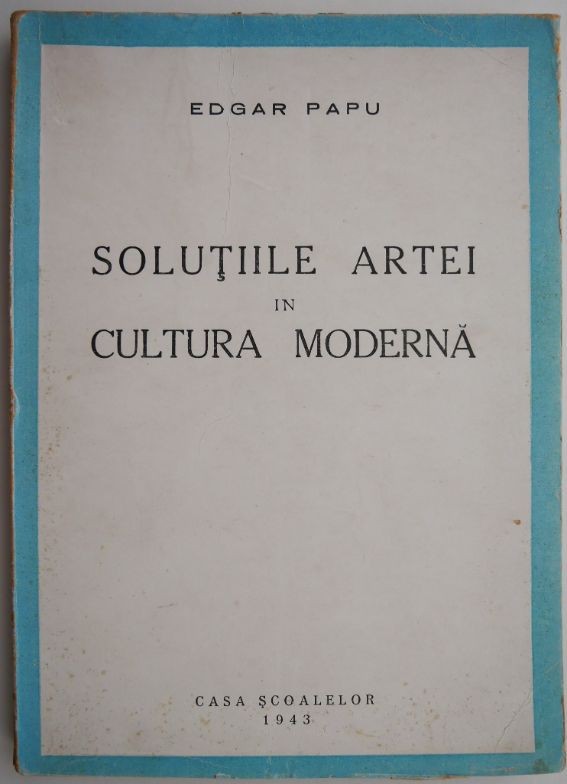 EDGAR PAPU
SOLUŢIILE ARTEI
IN
CULTURA MODERNĂ
CASA ŞCOALELOR
1943